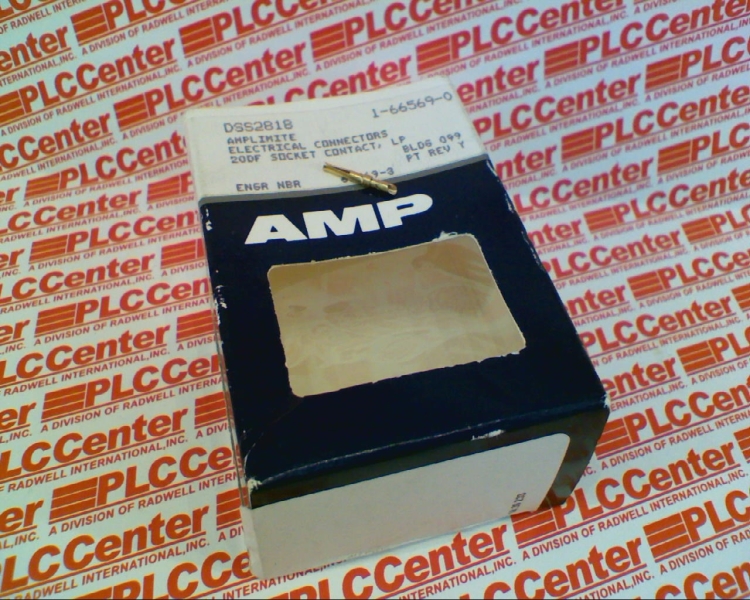 DSS2818 1-66569-0
AMPLIMITE
ELECTRICAL CONNECTORS
20DF SOCKET CONTACT, LP BLDG 099
PT REV Y
ENGR NBR
AMP
PLCCenter
A DIVISION OF RADWELL INTERNATIONAL,INC.